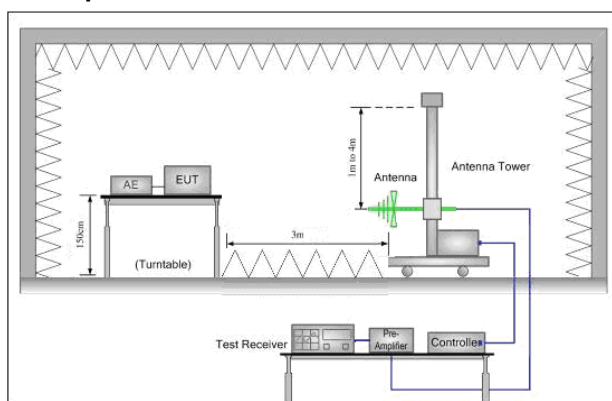 1m to 4m
Antenna
Antenna Tower
AE
EUT
150cm
(Turntable)
3m
Test Receiver
Pre-
Amplifier
Controller